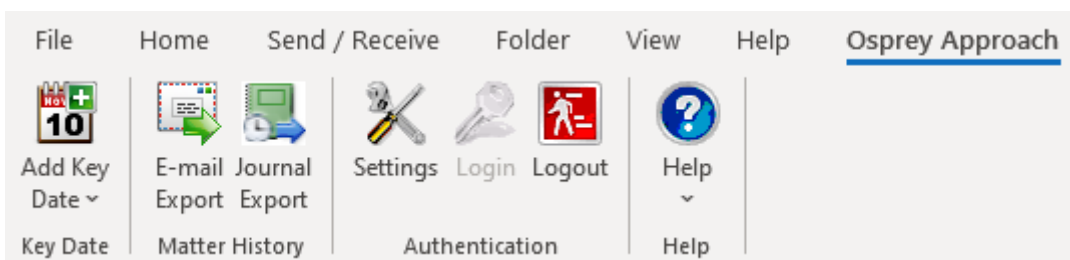 File Home Send / Receive Folder View Help Osprey Approach
NOV
10
Add Key E-mail Journal Settings Login Logout Help
Date Export Export
Key Date Matter History Authentication Help